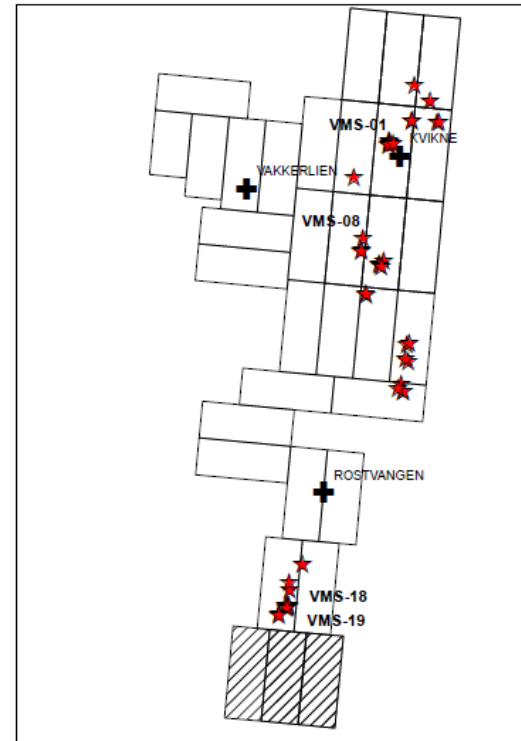 VMS-01
KVIKNE
VAKKERLIEN
VMS-08
ROSTVANGEN
VMS-18
VMS-19